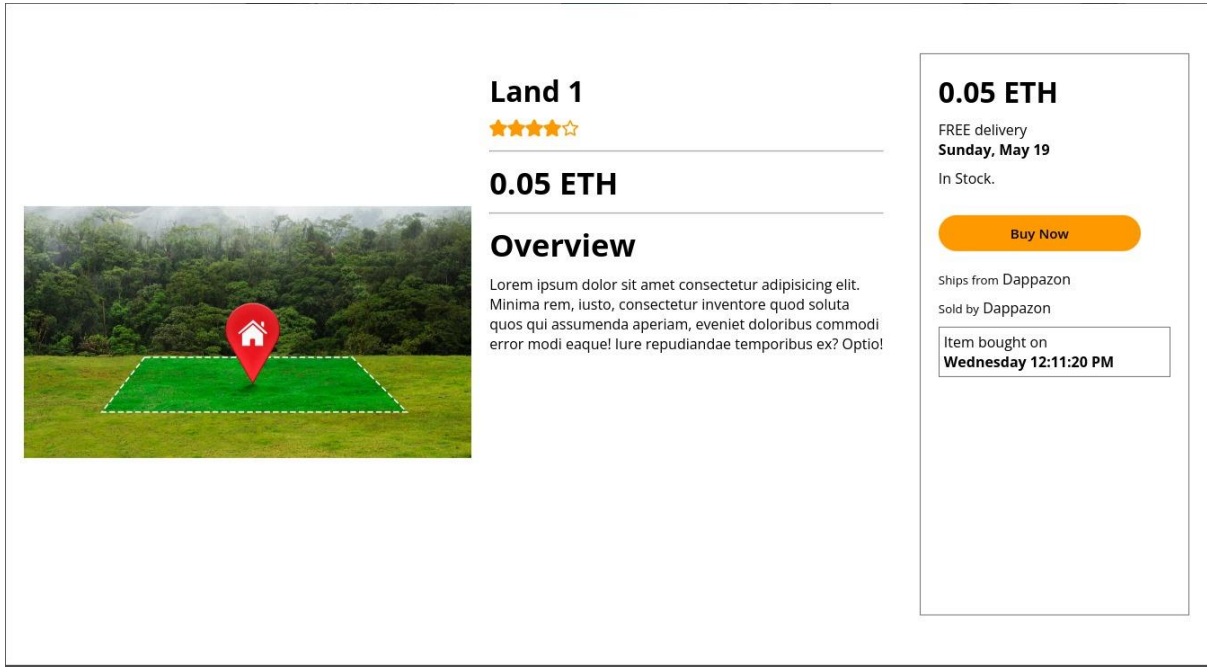 Land 1
0.05 ETH
Overview
Lorem ipsum dolor sit amet consectetur adipisicing elit.
Minima rem, iusto, consectetur inventore quod soluta
quos qui assumenda aperiam, eveniet doloribus commodi
error modi eaque! Iure repudiandae temporibus ex? Optio!
0.05 ETH
FREE delivery
Sunday, May 19
In Stock.
Buy Now
Ships from Dappazon
Sold by Dappazon
Item bought on
Wednesday 12:11:20 PM